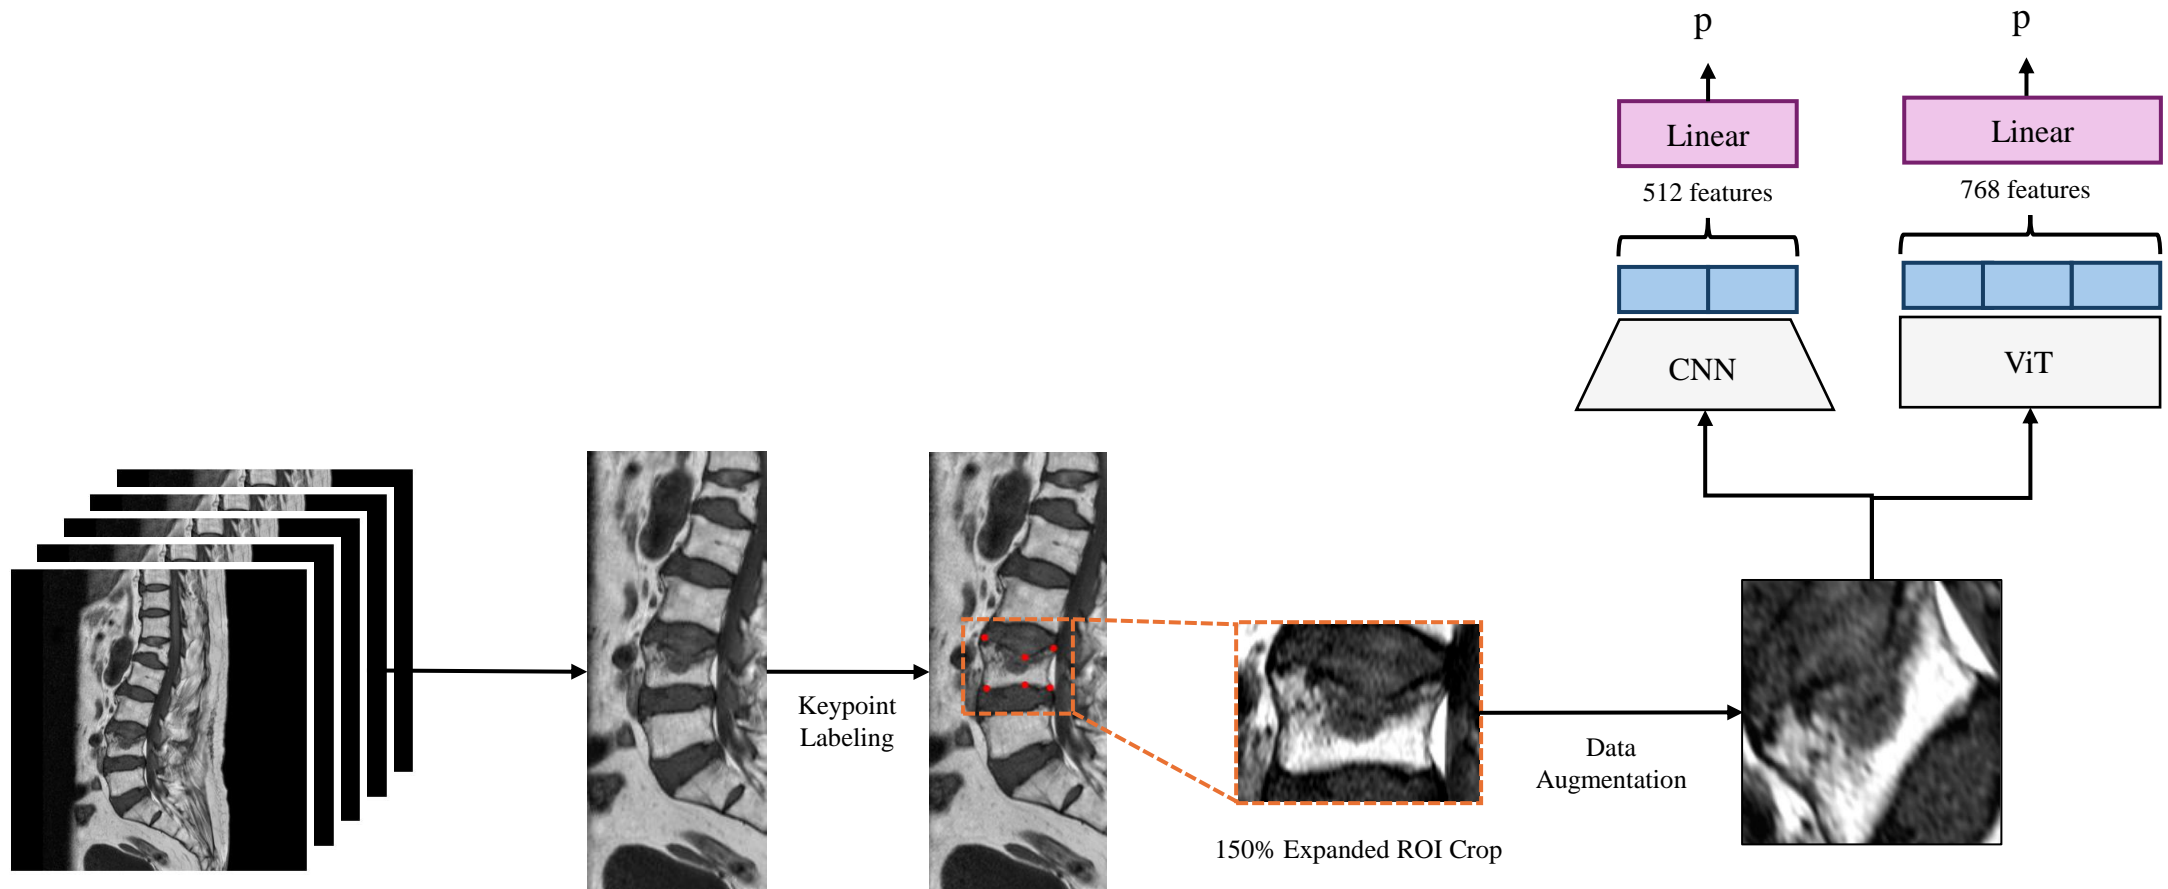 p
p
Linear
Linear
512 features
768 features
CNN
ViT
Keypoint
Labeling
Data
Augmentation
150% Expanded ROI Crop